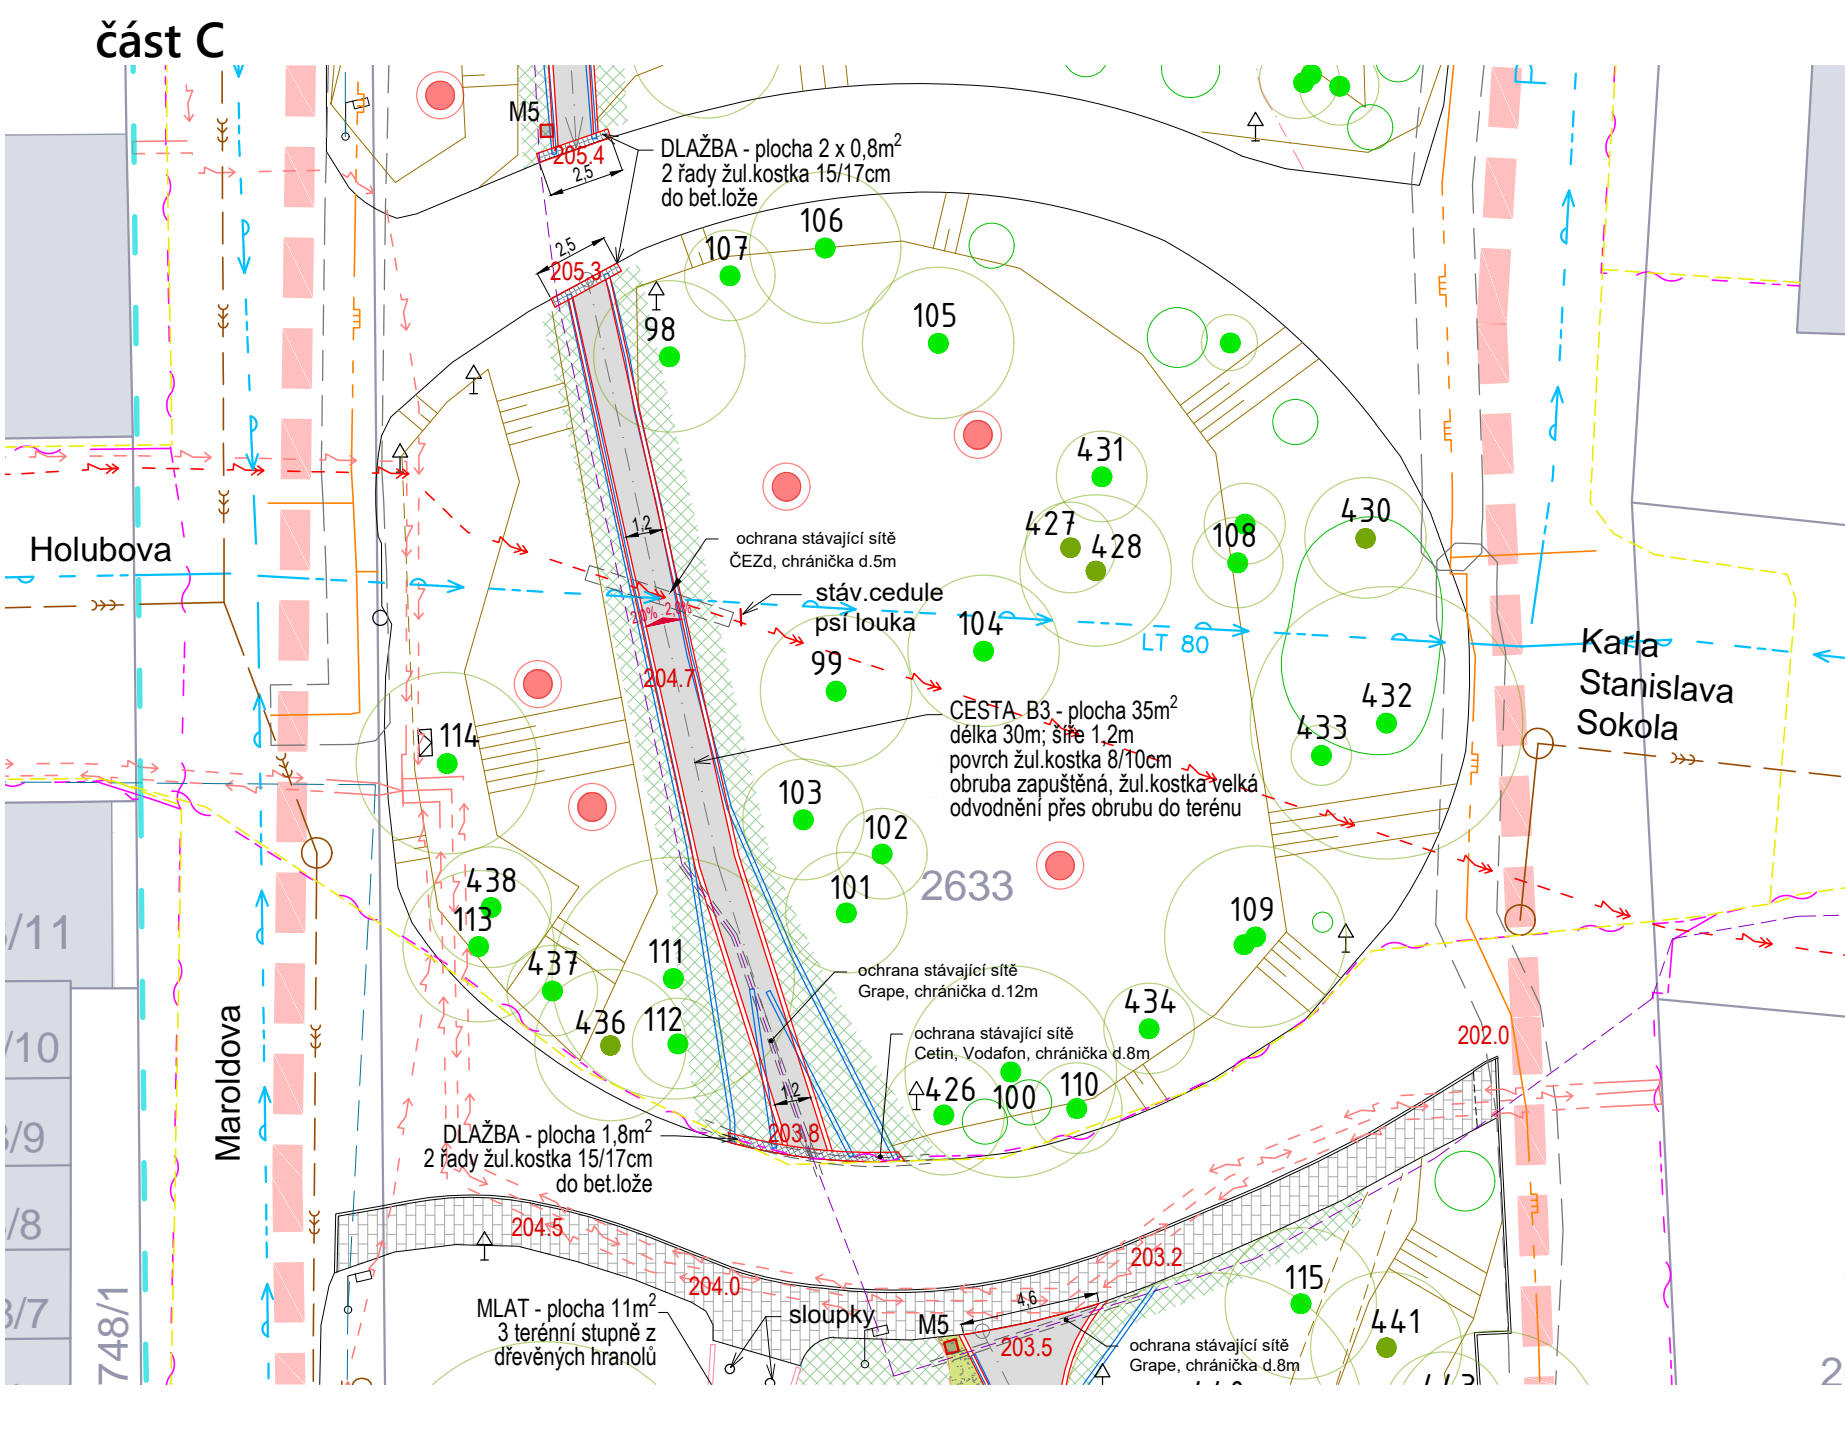 část C
M5
205.4
2,5
DLAŽBA - plocha 2 x 0,8m²
2 řady žul.kostka 15/17cm
do bet.lože
2,5
205.3
107
106
98
105
431
427
428
108
430
1,2
ochrana stávající sítě
ČEZd, chránička d.5m
Holubova
stáv.cedule
psí louka
2,0%
104
LT 80
Karla
Stanislava
Sokola
99
204.7
CESTA B3 - plocha 35m²
délka 30m; šíře 1,2m
povrch žul.kostka 8/10cm
obruba zapuštěná, žul.kostka velká
odvodnění přes obrubu do terénu
432
433
114
103
102
101
2633
438
113
109
/11
437
111
ochrana stávající sítě
Grape, chránička d.12m
436
112
434
ochrana stávající sítě
Cetin, Vodafon, chránička d.8m
202.0
/10
Maroldova
426
100
110
1,2
203.8
DLAŽBA - plocha 1,8m²
2 řady žul.kostka 15/17cm
do bet.lože
/9
/8
204.5
204.0
203.2
115
MLAT - plocha 11m²
3 terénní stupně z
dřevěných hranolů
sloupky
M5
4,6
203.5
ochrana stávající sítě
Grape, chránička d.8m
441
/7
748/1